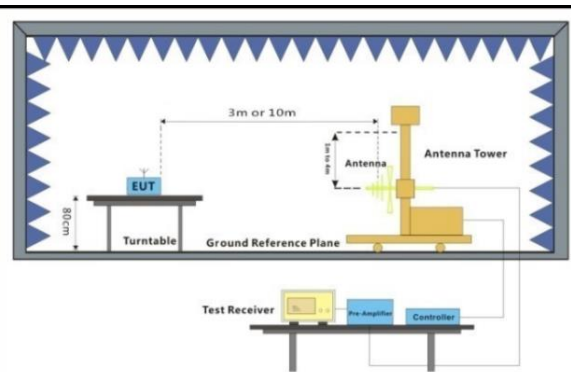 3m or 10m
1m to 4m
Antenna
Antenna Tower
EUT
80cm
Turntable
Ground Reference Plane
Test Receiver
Pre-Amplifier
Controller